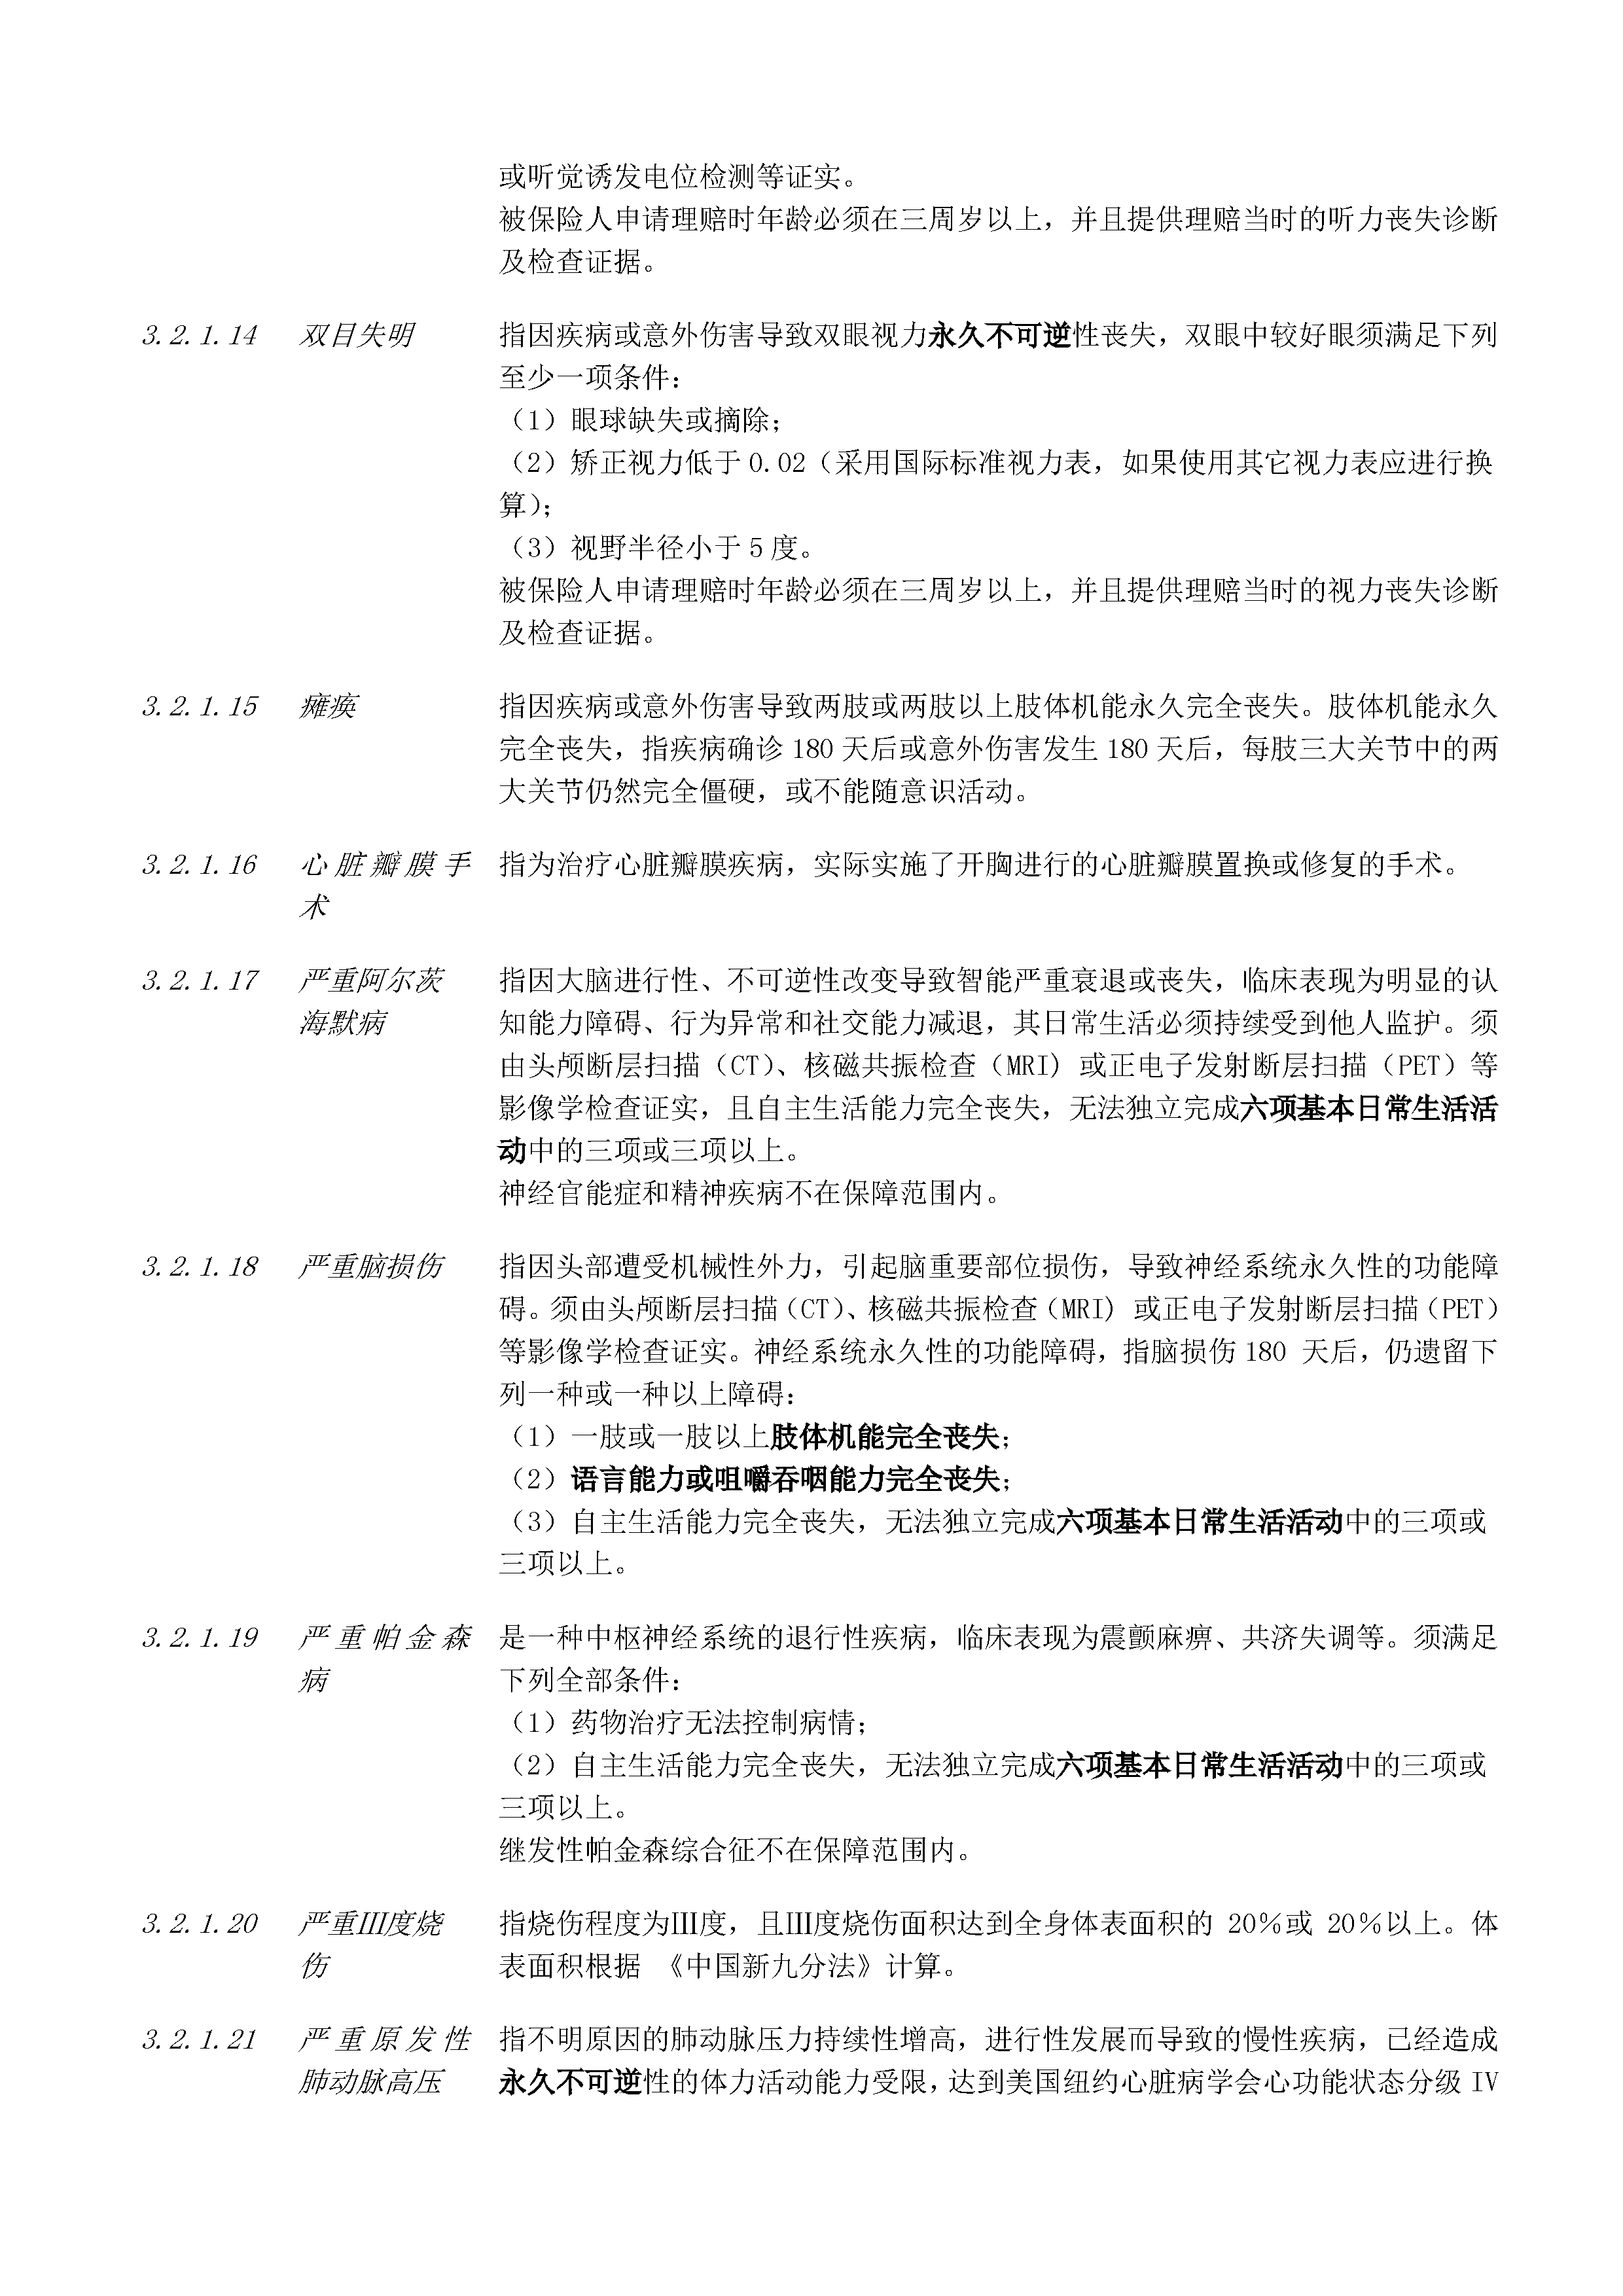 或听觉诱发电位检测等证实。
被保险人申请理赔时年龄必须在三周岁以上，并且提供理赔当时的听力丧失诊断
及检查证据。
3.2.1.14 双目失明 指因疾病或意外伤害导致双眼视力永久不可逆性丧失，双眼中较好眼须满足下列
至少一项条件：
（1）眼球缺失或摘除；
（2）矫正视力低于 0.02（采用国际标准视力表，如果使用其它视力表应进行换
算）；
（3）视野半径小于 5 度。
被保险人申请理赔时年龄必须在三周岁以上，并且提供理赔当时的视力丧失诊断
及检查证据。
3.2.1.15 瘫痪 指因疾病或意外伤害导致两肢或两肢以上肢体机能永久完全丧失。肢体机能永久
完全丧失，指疾病确诊 180 天后或意外伤害发生 180 天后，每肢三大关节中的两
大关节仍然完全僵硬，或不能随意识活动。
3.2.1.16 心脏瓣膜手 指为治疗心脏瓣膜疾病，实际实施了开胸进行的心脏瓣膜置换或修复的手术。
术
3.2.1.17 严重阿尔茨 指因大脑进行性、不可逆性改变导致智能严重衰退或丧失，临床表现为明显的认
海默病 知能力障碍、行为异常和社交能力减退，其日常生活必须持续受到他人监护。须
由头颅断层扫描（CT）、核磁共振检查（MRI) 或正电子发射断层扫描（PET）等
影像学检查证实，且自主生活能力完全丧失，无法独立完成六项基本日常生活活
动中的三项或三项以上。
神经官能症和精神疾病不在保障范围内。
3.2.1.18 严重脑损伤 指因头部遭受机械性外力，引起脑重要部位损伤，导致神经系统永久性的功能障
碍。须由头颅断层扫描（CT）、核磁共振检查（MRI) 或正电子发射断层扫描（PET）
等影像学检查证实。神经系统永久性的功能障碍，指脑损伤 180 天后，仍遗留下
列一种或一种以上障碍：
（1）一肢或一肢以上肢体机能完全丧失；
（2）语言能力或咀嚼吞咽能力完全丧失；
（3）自主生活能力完全丧失，无法独立完成六项基本日常生活活动中的三项或
三项以上。
3.2.1.19 严重帕金森 是一种中枢神经系统的退行性疾病，临床表现为震颤麻痹、共济失调等。须满足
病 下列全部条件：
（1）药物治疗无法控制病情；
（2）自主生活能力完全丧失，无法独立完成六项基本日常生活活动中的三项或
三项以上。
继发性帕金森综合征不在保障范围内。
3.2.1.20 严重Ⅲ度烧 指烧伤程度为Ⅲ度，且Ⅲ度烧伤面积达到全身体表面积的 20％或 20％以上。体
伤 表面积根据 《中国新九分法》计算。
3.2.1.21 严重原发性 指不明原因的肺动脉压力持续性增高，进行性发展而导致的慢性疾病，已经造成
肺动脉高压 永久不可逆性的体力活动能力受限，达到美国纽约心脏病学会心功能状态分级 IV